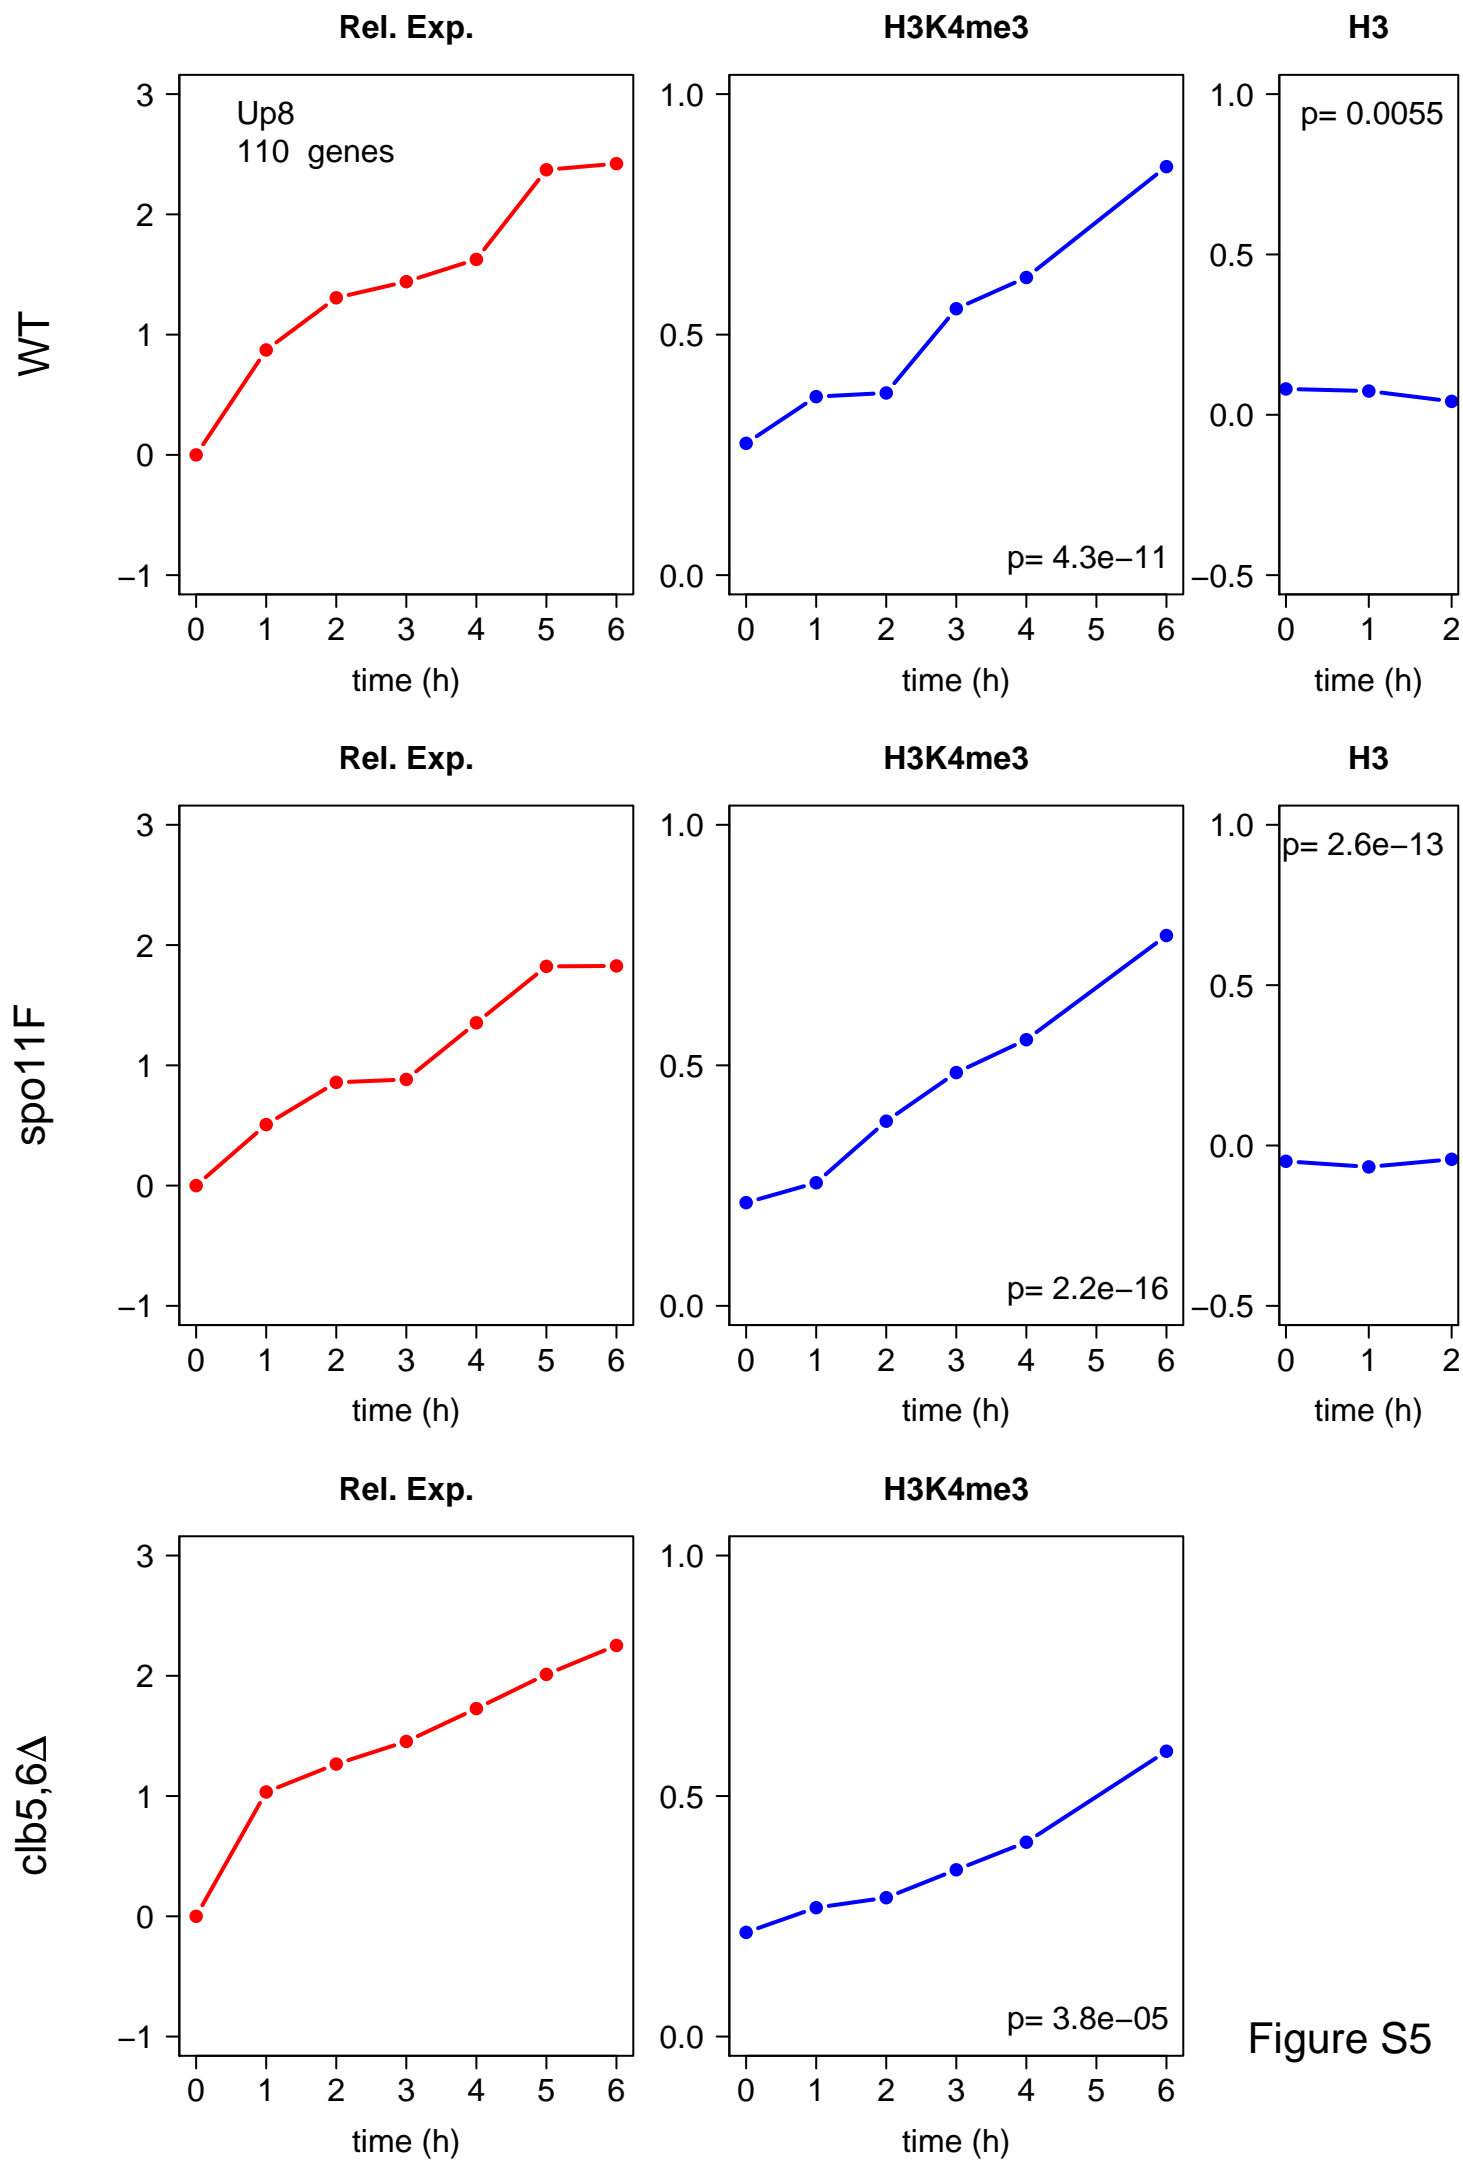 Rel. Exp. H3K4me3 H3
WT
3
2
1
0
−1
Up8
110 genes
0 1 2 3 4 5 6
time (h)
1.0
0.5
0.0
p= 4.3e−11
0 1 2 3 4 5 6
time (h)
1.0
0.5
0.0
−0.5
p= 0.0055
0 1 2
time (h)
Rel. Exp. H3K4me3 H3
spo11F
3
2
1
0
−1
0 1 2 3 4 5 6
time (h)
1.0
0.5
0.0
p= 2.2e−16
0 1 2 3 4 5 6
time (h)
1.0
0.5
0.0
−0.5
p= 2.6e−13
0 1 2
time (h)
Rel. Exp. H3K4me3
clb5,6Δ
3
2
1
0
−1
0 1 2 3 4 5 6
time (h)
1.0
0.5
0.0
p= 3.8e−05
0 1 2 3 4 5 6
time (h)
Figure S5